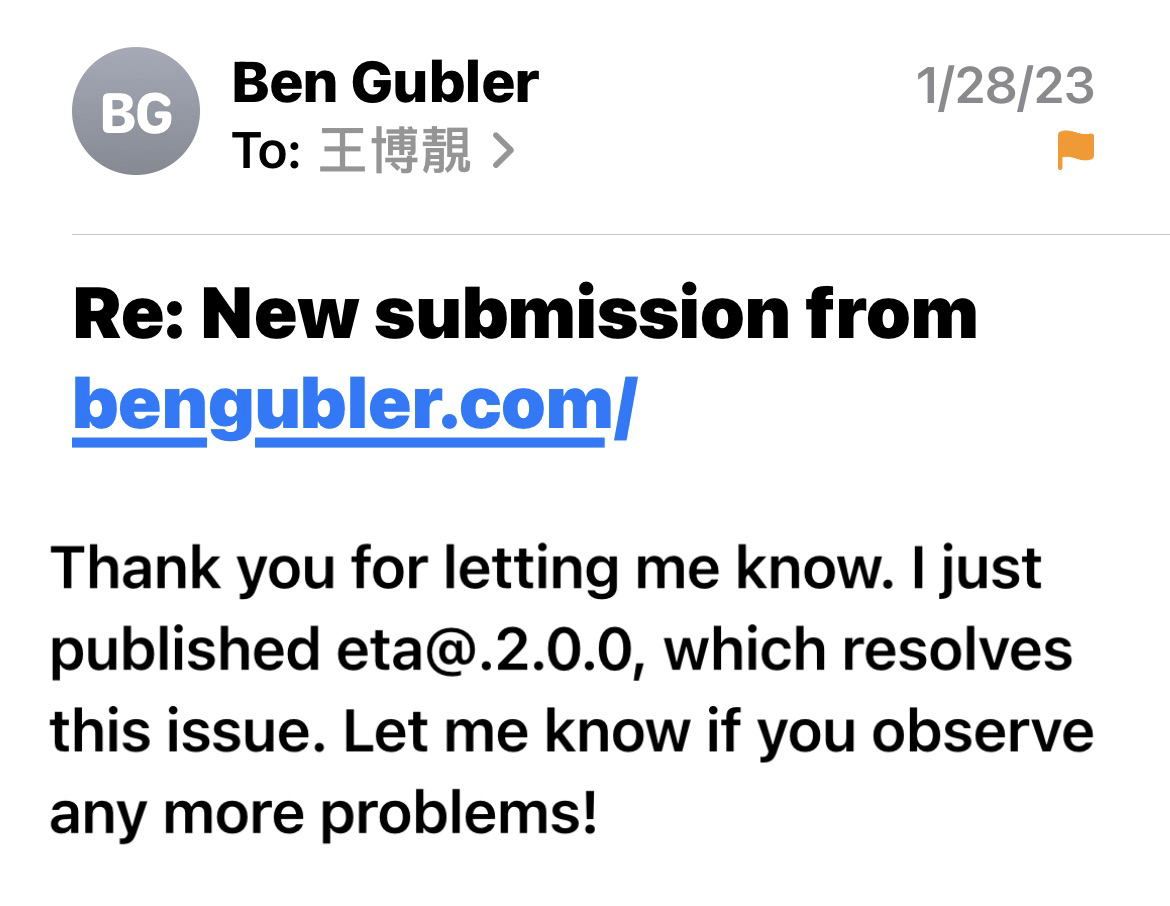 BG
Ben Gubler
1/28/23
To: 王博靚
Re: New submission from
bengubler.com/
Thank you for letting me know. I just
published eta@.2.0.0, which resolves
this issue. Let me know if you observe
any more problems!